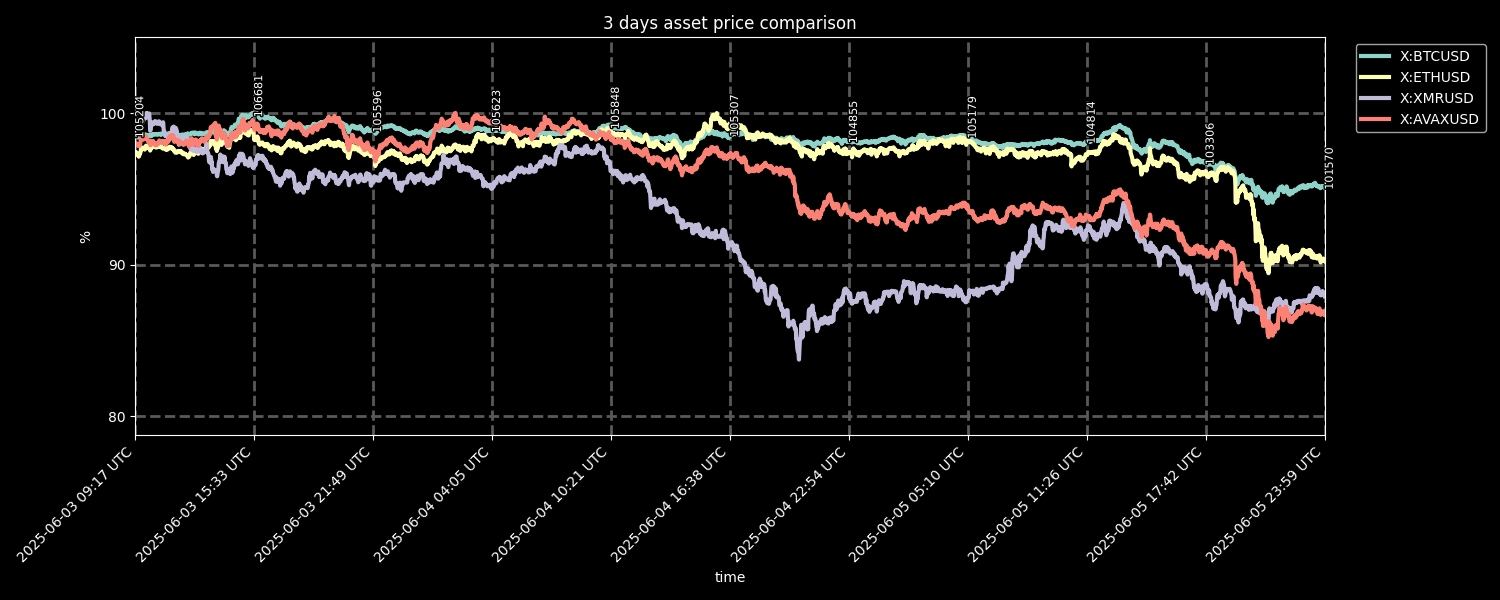 3 days asset price comparison
X:BTCUSD
X:ETHUSD
X:XMRUSD
X:AVAXUSD
105204
106681
105596
105623
105848
105307
104855
105179
104814
103306
101570
100
90
80
%
2025-06-03 09:17 UTC
2025-06-03 15:33 UTC
2025-06-03 21:49 UTC
2025-06-04 04:05 UTC
2025-06-04 10:21 UTC
2025-06-04 16:38 UTC
2025-06-04 22:54 UTC
2025-06-05 05:10 UTC
2025-06-05 11:26 UTC
2025-06-05 17:42 UTC
2025-06-05 23:59 UTC
time